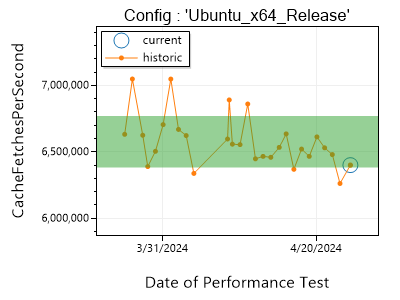 Config : 'Ubuntu_x64_Release'
current
historic
CacheFetchesPerSecond
7,000,000
6,500,000
6,000,000
3/31/2024
4/20/2024
Date of Performance Test